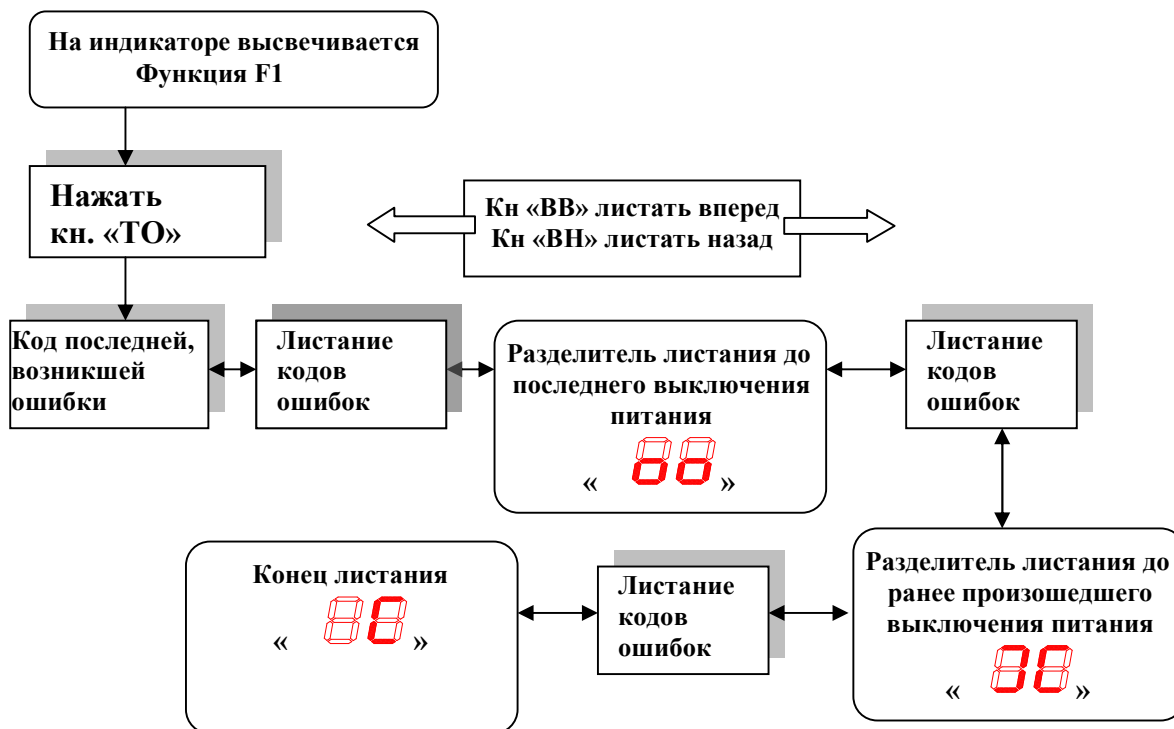 На индикаторе высвечивается
Функция F1
Нажать
кн. «ТО»
Кн «ВВ» листать вперед
Кн «ВН» листать назад
Код последней,
возникшей
ошибки
Листание
кодов
ошибок
Разделитель листания до
последнего выключения
питания
« oo »
Листание
кодов
ошибок
Разделитель листания до
ранее произошедшего
выключения питания
« ЭC »
Листание
кодов
ошибок
Конец листания
« C »